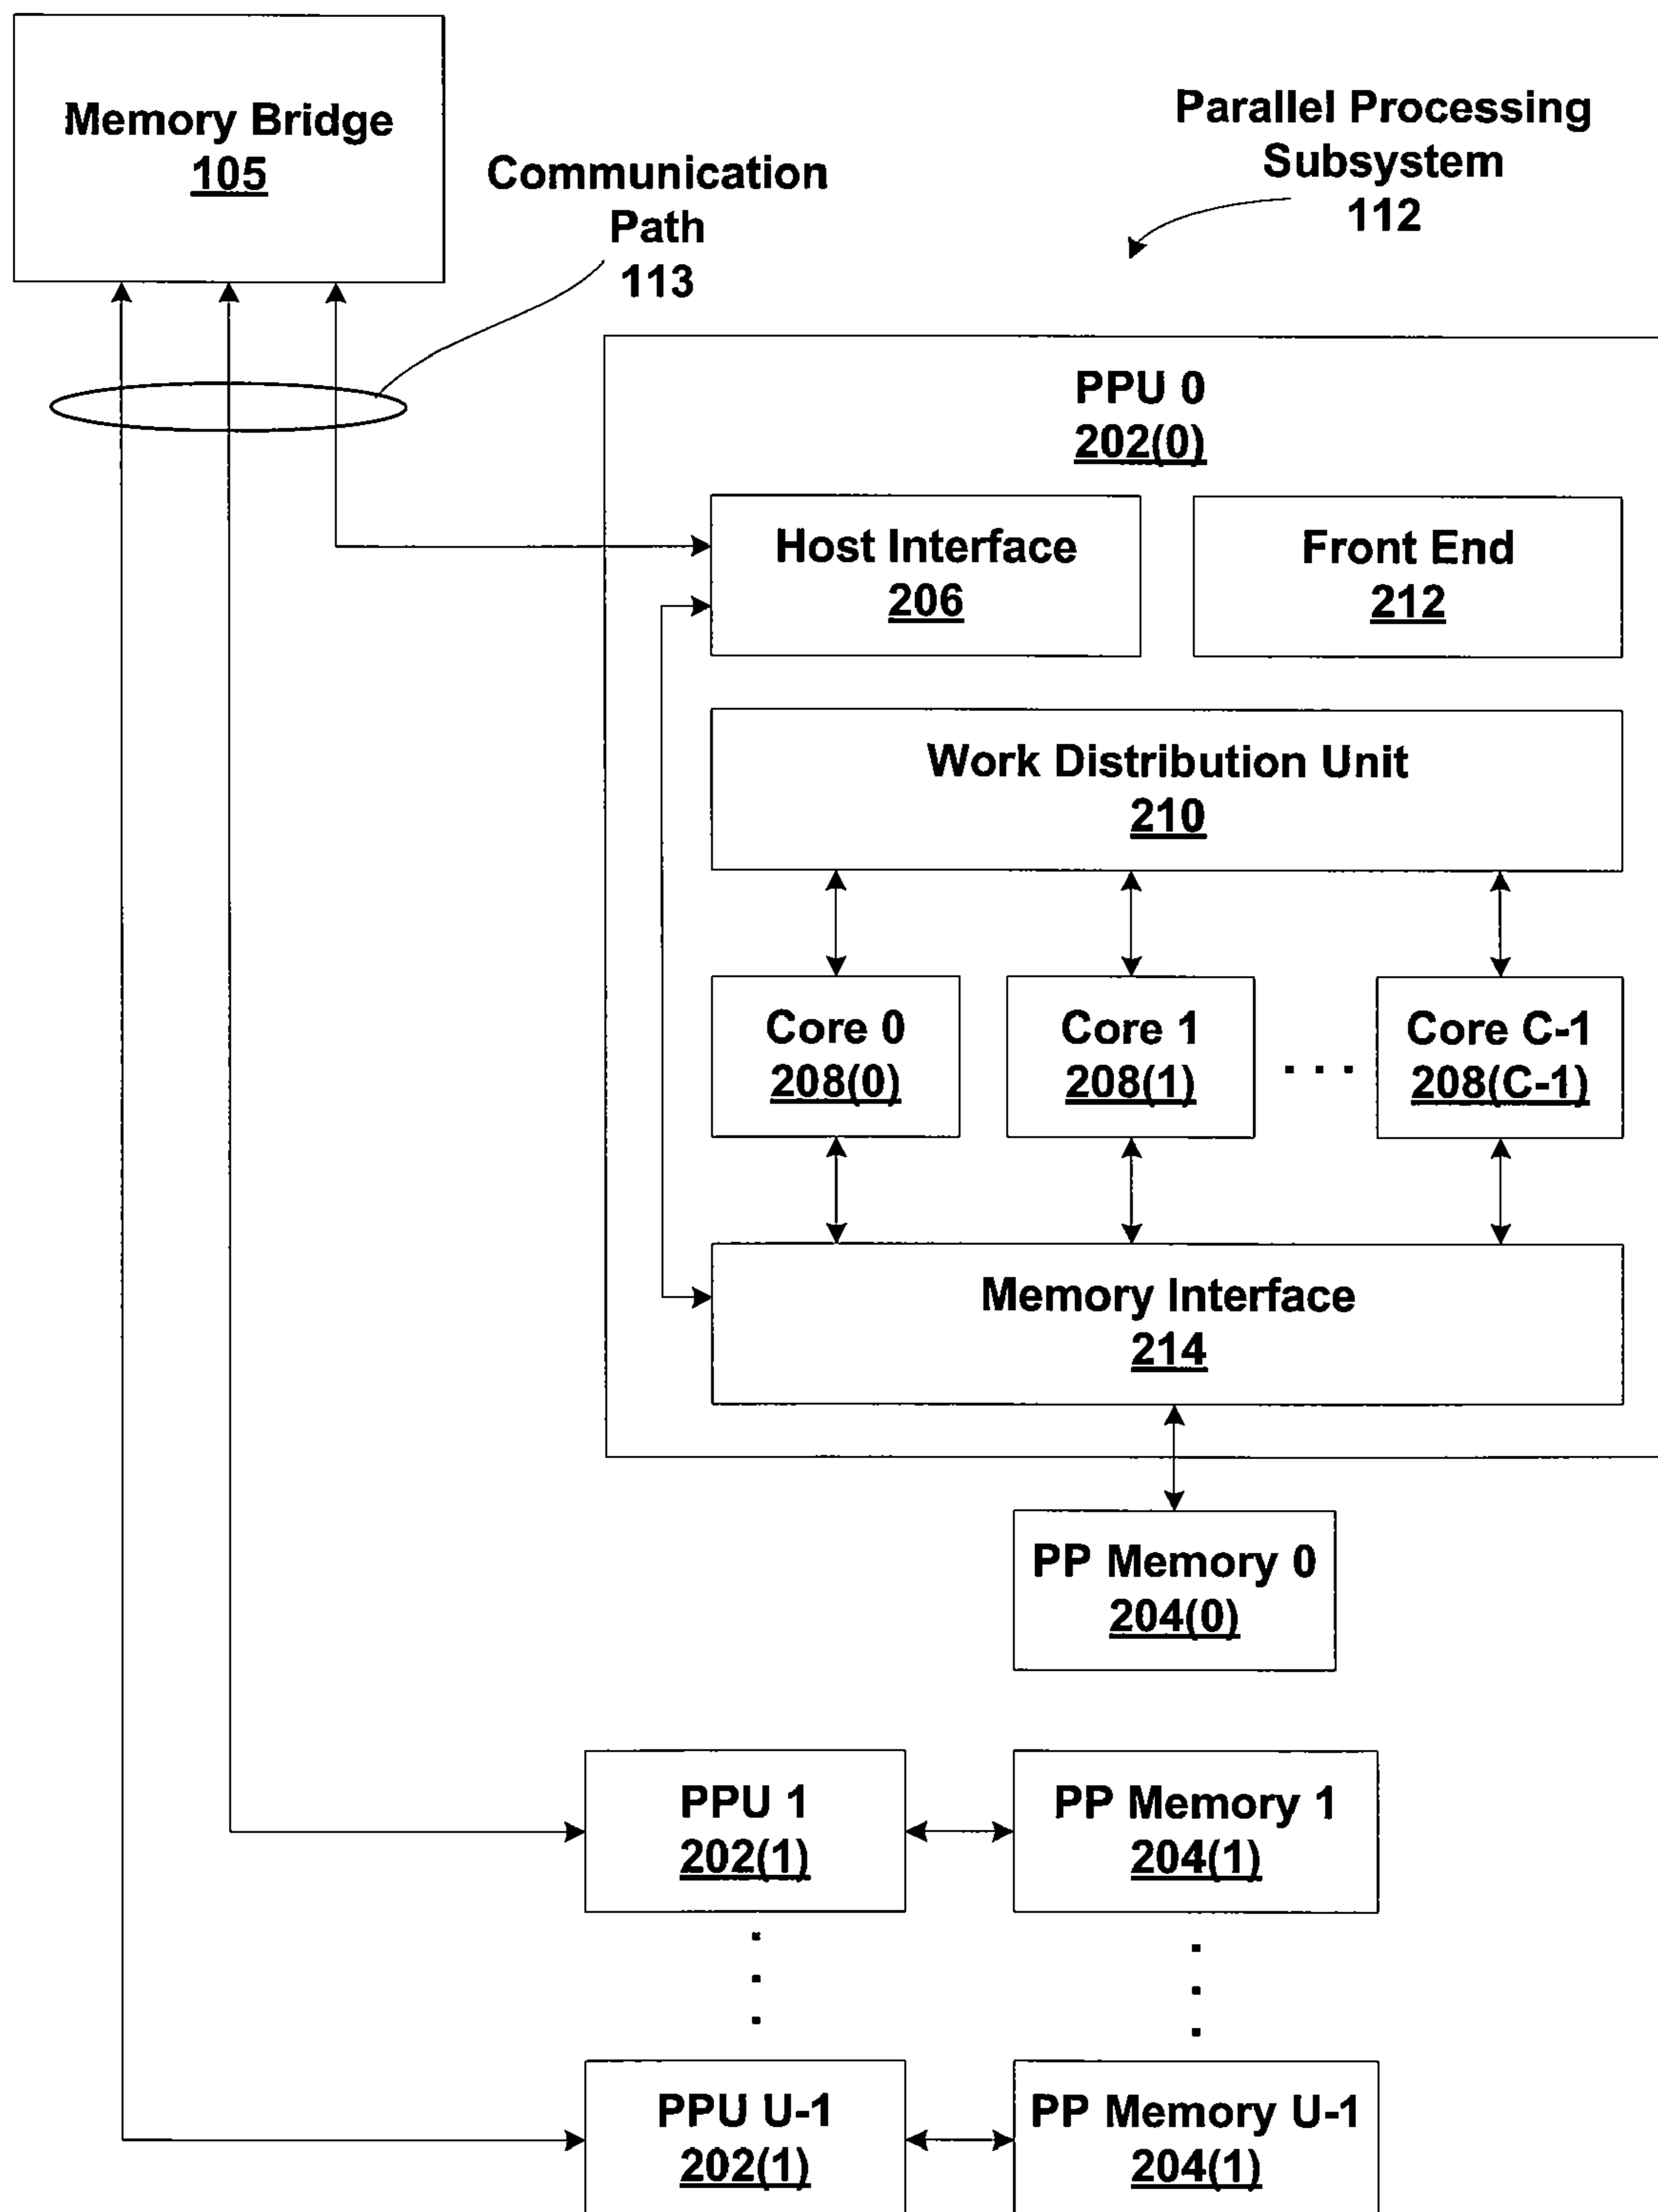 Memory Bridge
105
Communication
Path
113
Parallel Processing
Subsystem
112
PPU 0
202(0)
Host Interface
206
Front End
212
Work Distribution Unit
210
Core 0
208(0)
Core 1
208(1)
. . .
Core C-1
208(C-1)
Memory Interface
214
PP Memory 0
204(0)
PPU 1
202(1)
PP Memory 1
204(1)
PPU U-1
202(1)
PP Memory U-1
204(1)